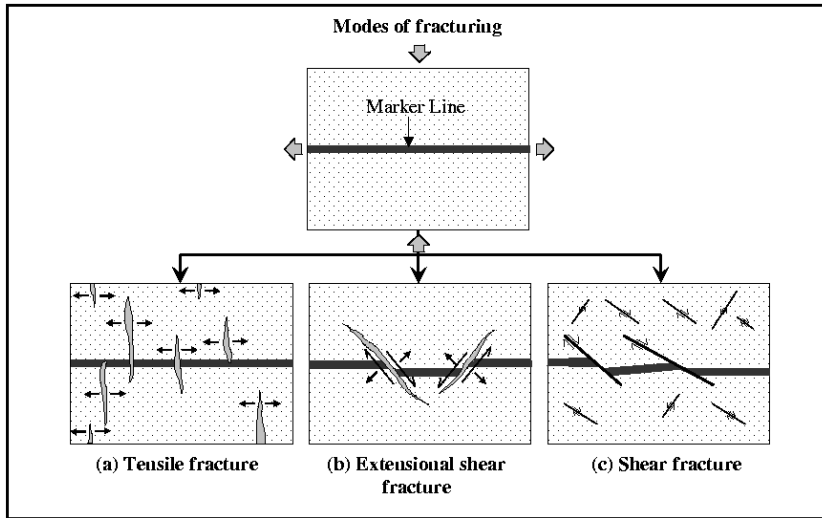 Modes of fracturing
Marker Line
(a) Tensile fracture
(b) Extensional shear
fracture
(c) Shear fracture